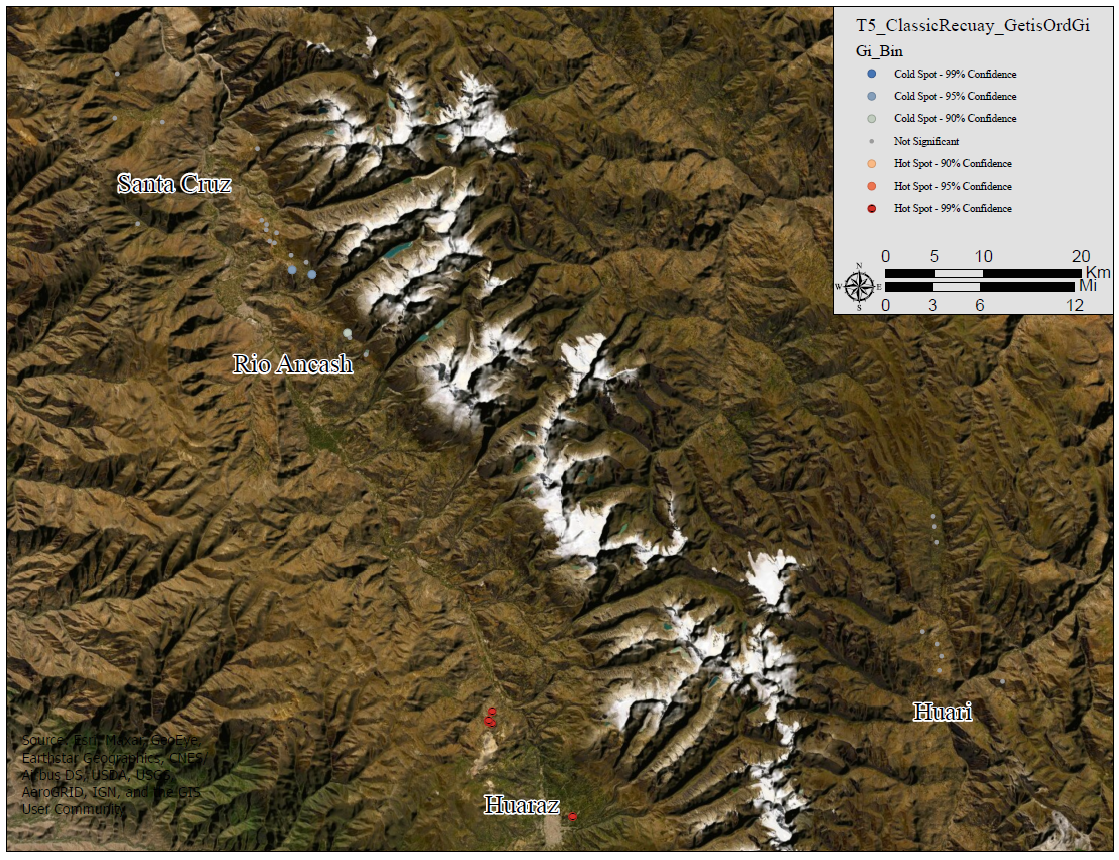 T5_ClassicRecuay_GetisOrdGi
Gi_Bin
Cold Spot - 99% Confidence
Cold Spot - 95% Confidence
Cold Spot - 90% Confidence
Not Significant
Hot Spot - 90% Confidence
Hot Spot - 95% Confidence
Hot Spot - 99% Confidence
0 5 10 20
Km
Mi
0 3 6 12
N
W E
S
Santa Cruz
Rio Ancash
Huari
Huaraz
Source: Esri, Maxar, GeoEye,
Earthstar Geographics, CNES/
Airbus DS, USDA, USGS,
AeroGRID, IGN, and the GIS
User Community